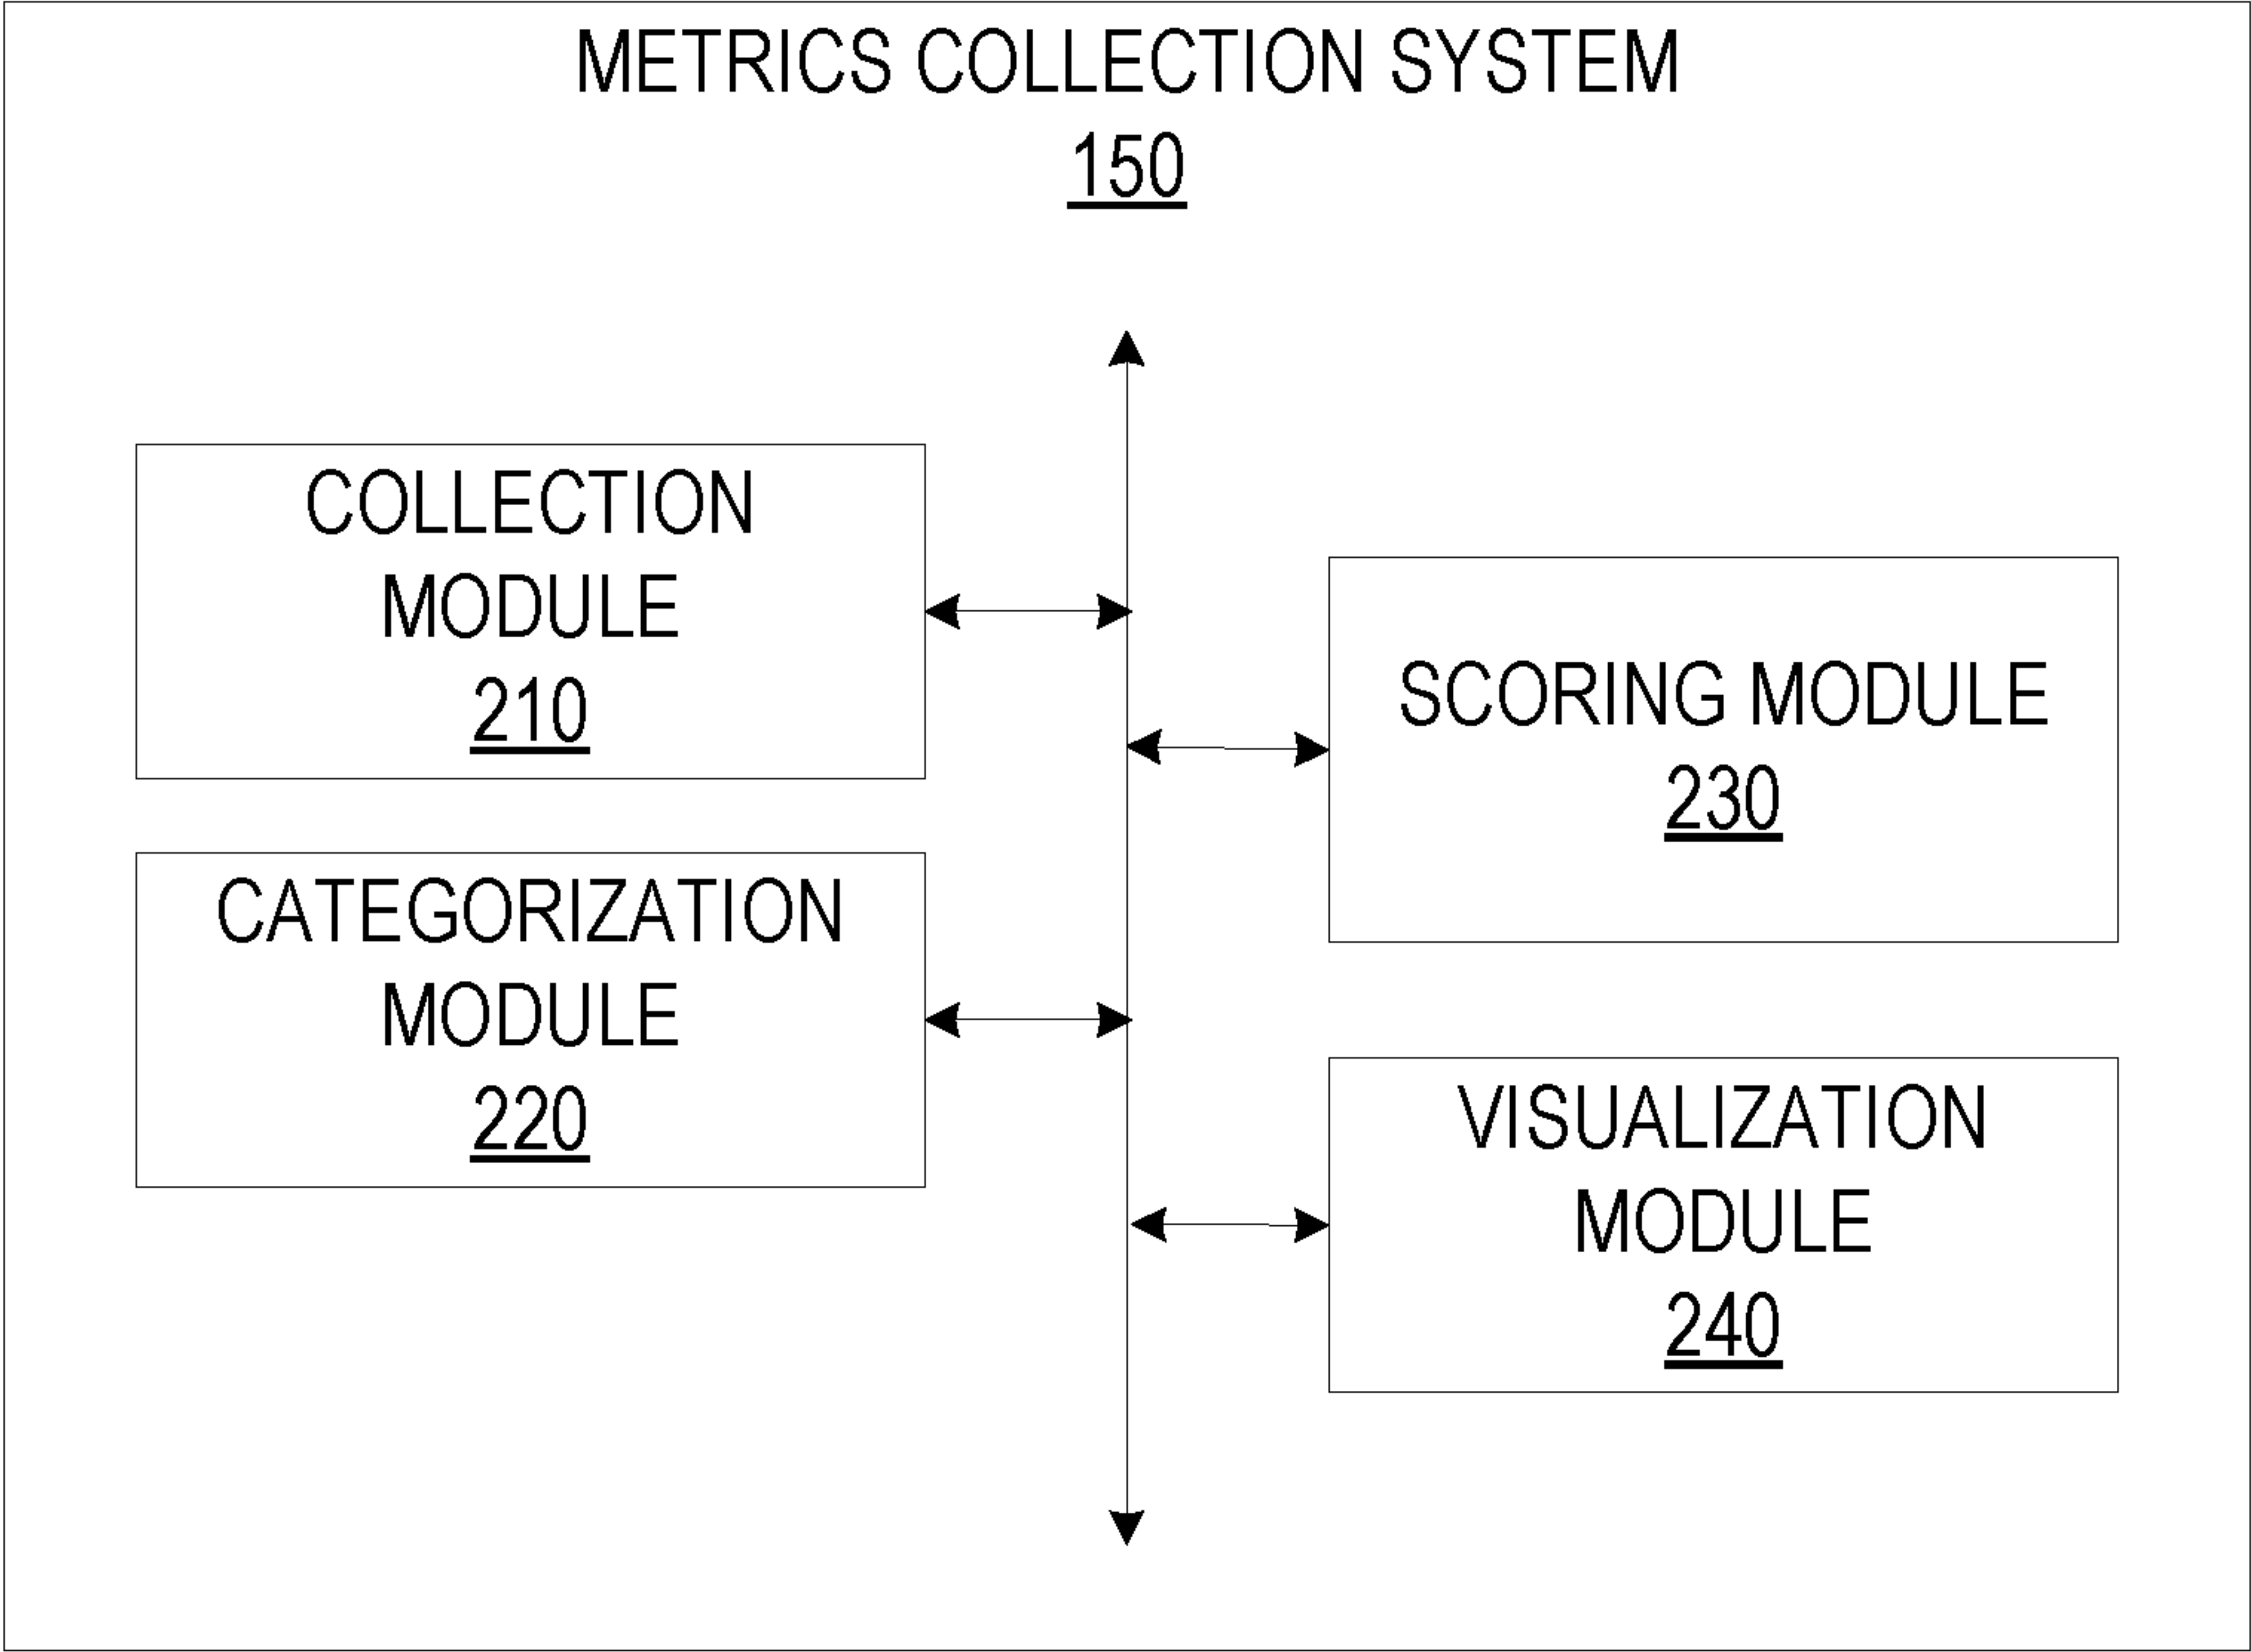 METRICS COLLECTION SYSTEM
150
COLLECTION
MODULE
210
CATEGORIZATION
MODULE
220
SCORING MODULE
230
VISUALIZATION
MODULE
240